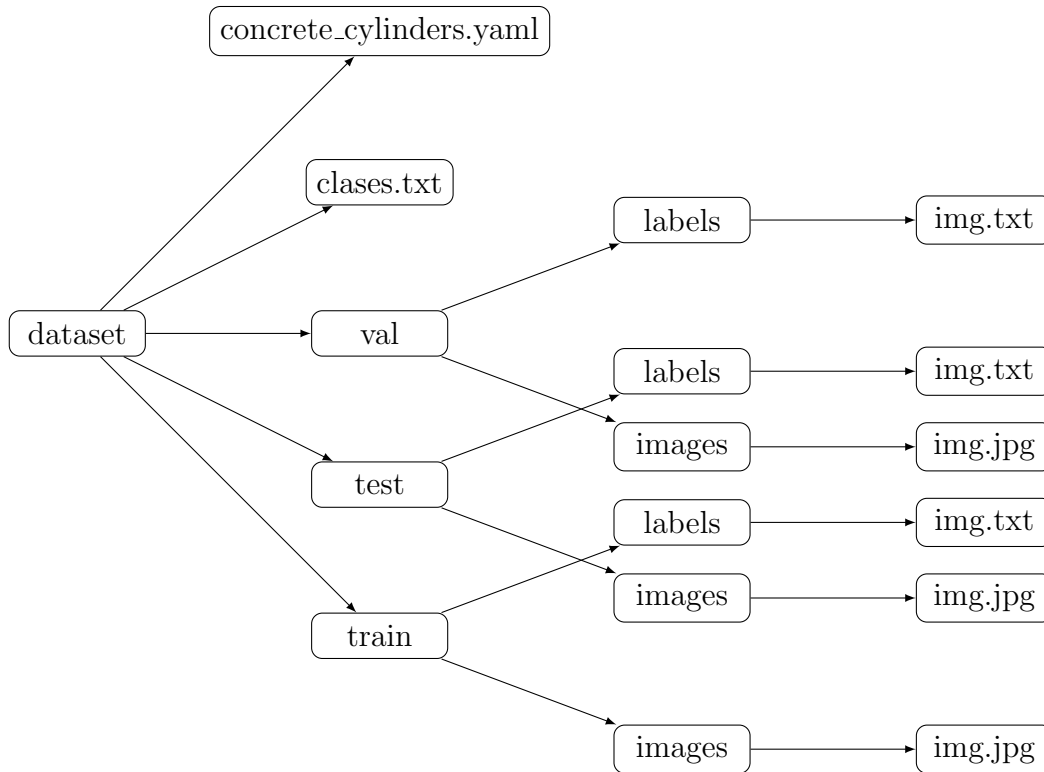 concrete_cylinders.yaml
clases.txt
labels
img.txt
dataset
val
labels
img.txt
images
img.jpg
test
labels
img.txt
images
img.jpg
train
images
img.jpg